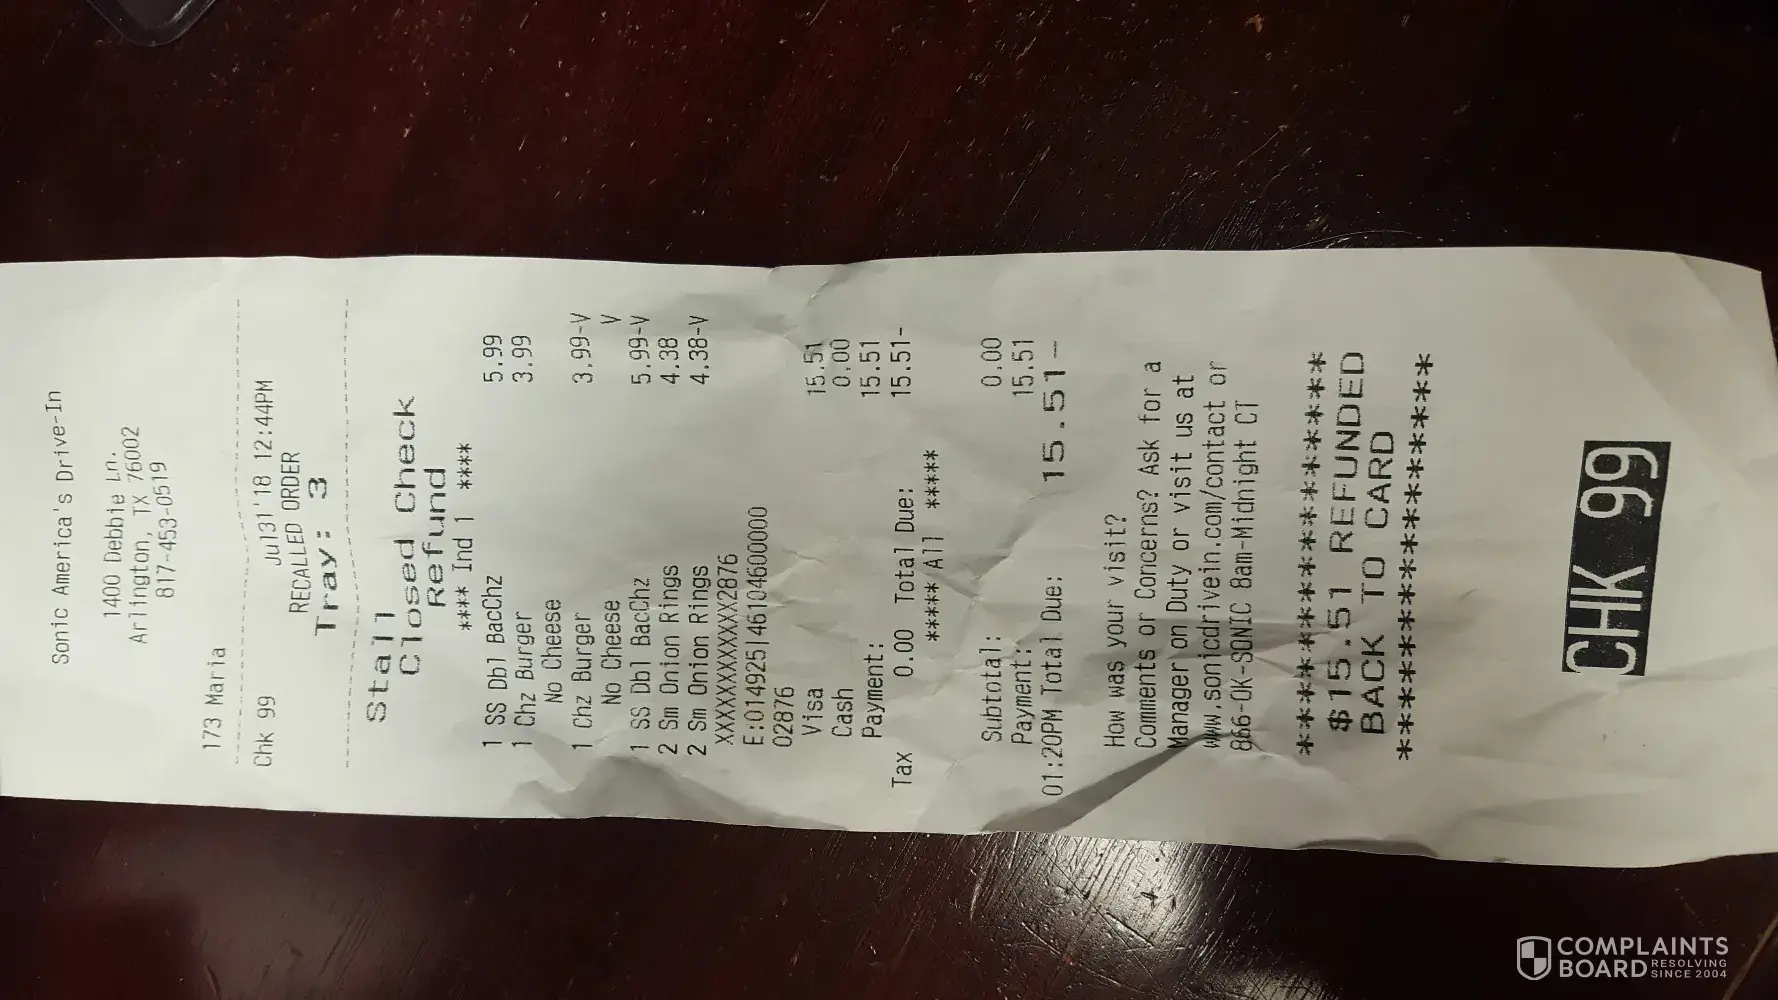 Sonic America's Drive-In
1400 Debbie Ln.
Arlington, TX 76002
817-453-0519
173 Maria
Chk 99 Jul31'18 12:44PM
RECALLED ORDER
Tray: 3
Stall
Closed Check
Refund
**** Ind 1 ****
1 SS Dbl BacChz 5.99
1 Chz Burger 3.99
No Cheese
1 Chz Burger 3.99-V
No Cheese V
1 SS Dbl BacChz 5.99-V
2 Sm Onion Rings 4.38
2 Sm Onion Rings 4.38-V
XXXXXXXXXXXXXX2876
E:014925|46104600000
02876
Visa 15.51
Cash 0.00
Payment: 15.51
Tax 0.00 Total Due: 15.51-
***** All *****
Subtotal: 0.00
Payment: 15.51
01:20PM Total Due: 15.51-
How was your visit?
Comments or Concerns? Ask for a
Manager on Duty or visit us at
www.sonicdrivein.com/contact or
866-OK-SONIC 8am-Midnight CT
**********************
$15.51 REFUNDED
BACK TO CARD
**********************
CHK 99
COMPLAINTS
BOARD RESOLVING
SINCE 2004